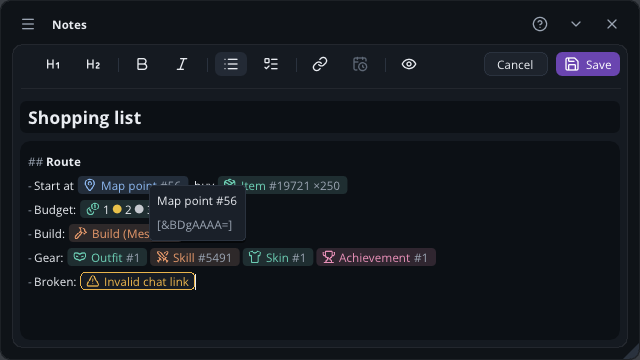 Notes
H1 H2 B I Cancel Save
Shopping list
## Route
- Start at Map point #56 buy Item #19721 ×250
- Budget: 1 2
- Build: Build (Mes
Map point #56
[&BDgAAAA=]
- Gear: Outfit #1 Skill #5491 Skin #1 Achievement #1
- Broken: Invalid chat link